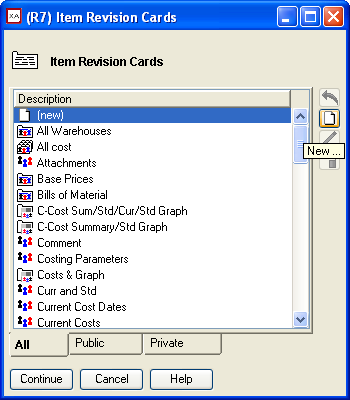 XA (R7) Item Revision Cards
Item Revision Cards
Description
(new)
All Warehouses
All cost
Attachments
New ...
Base Prices
Bills of Material
C-Cost Sum/Std/Cur/Std Graph
C-Cost Summary/Std Graph
Comment
Costing Parameters
Costs & Graph
Curr and Std
Current Cost Dates
Current Costs
All Public Private
Continue Cancel Help